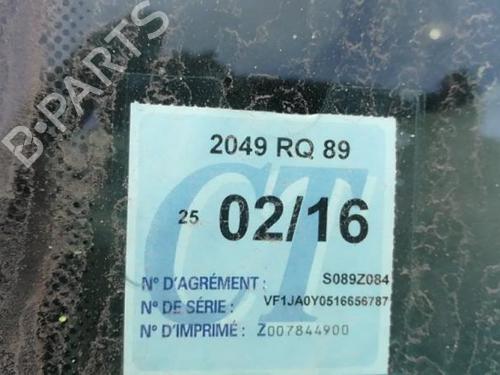 B-PARTS
2049 RQ 89
25 02/16
CT
N° D'AGRÉMENT : S089Z084
N° DE SÉRIE : VF1JA0Y0516656787
N° D'IMPRIMÉ : Z007844900